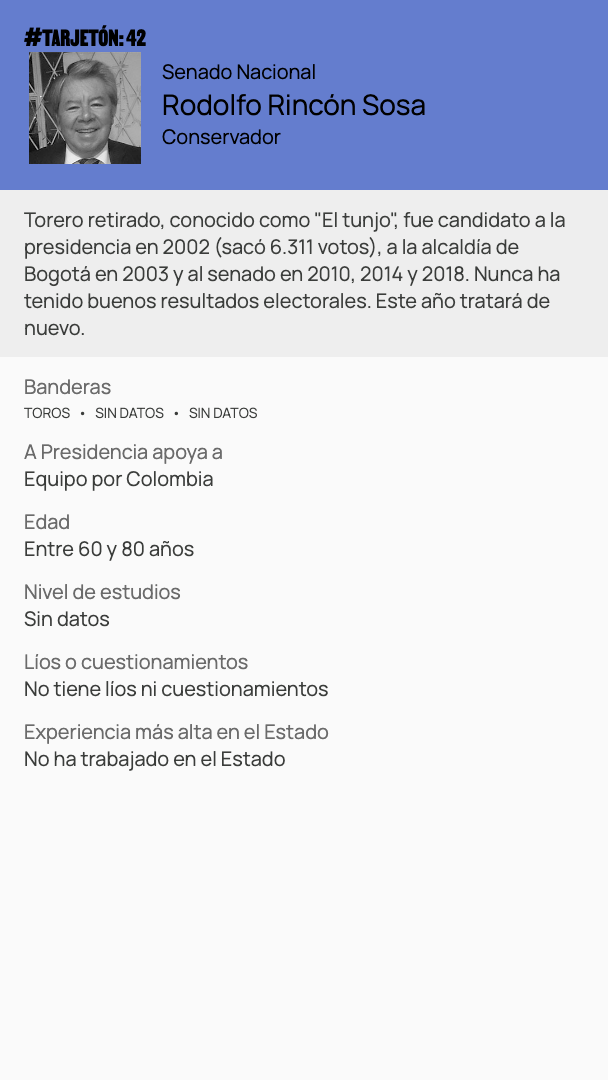 #TARJETÓN: 42
Senado Nacional
Rodolfo Rincón Sosa
Conservador
Torero retirado, conocido como "El tunjo", fue candidato a la
presidencia en 2002 (sacó 6.311 votos), a la alcaldía de
Bogotá en 2003 y al senado en 2010, 2014 y 2018. Nunca ha
tenido buenos resultados electorales. Este año tratará de
nuevo.
Banderas
TOROS • SIN DATOS • SIN DATOS
A Presidencia apoya a
Equipo por Colombia
Edad
Entre 60 y 80 años
Nivel de estudios
Sin datos
Líos o cuestionamientos
No tiene líos ni cuestionamientos
Experiencia más alta en el Estado
No ha trabajado en el Estado